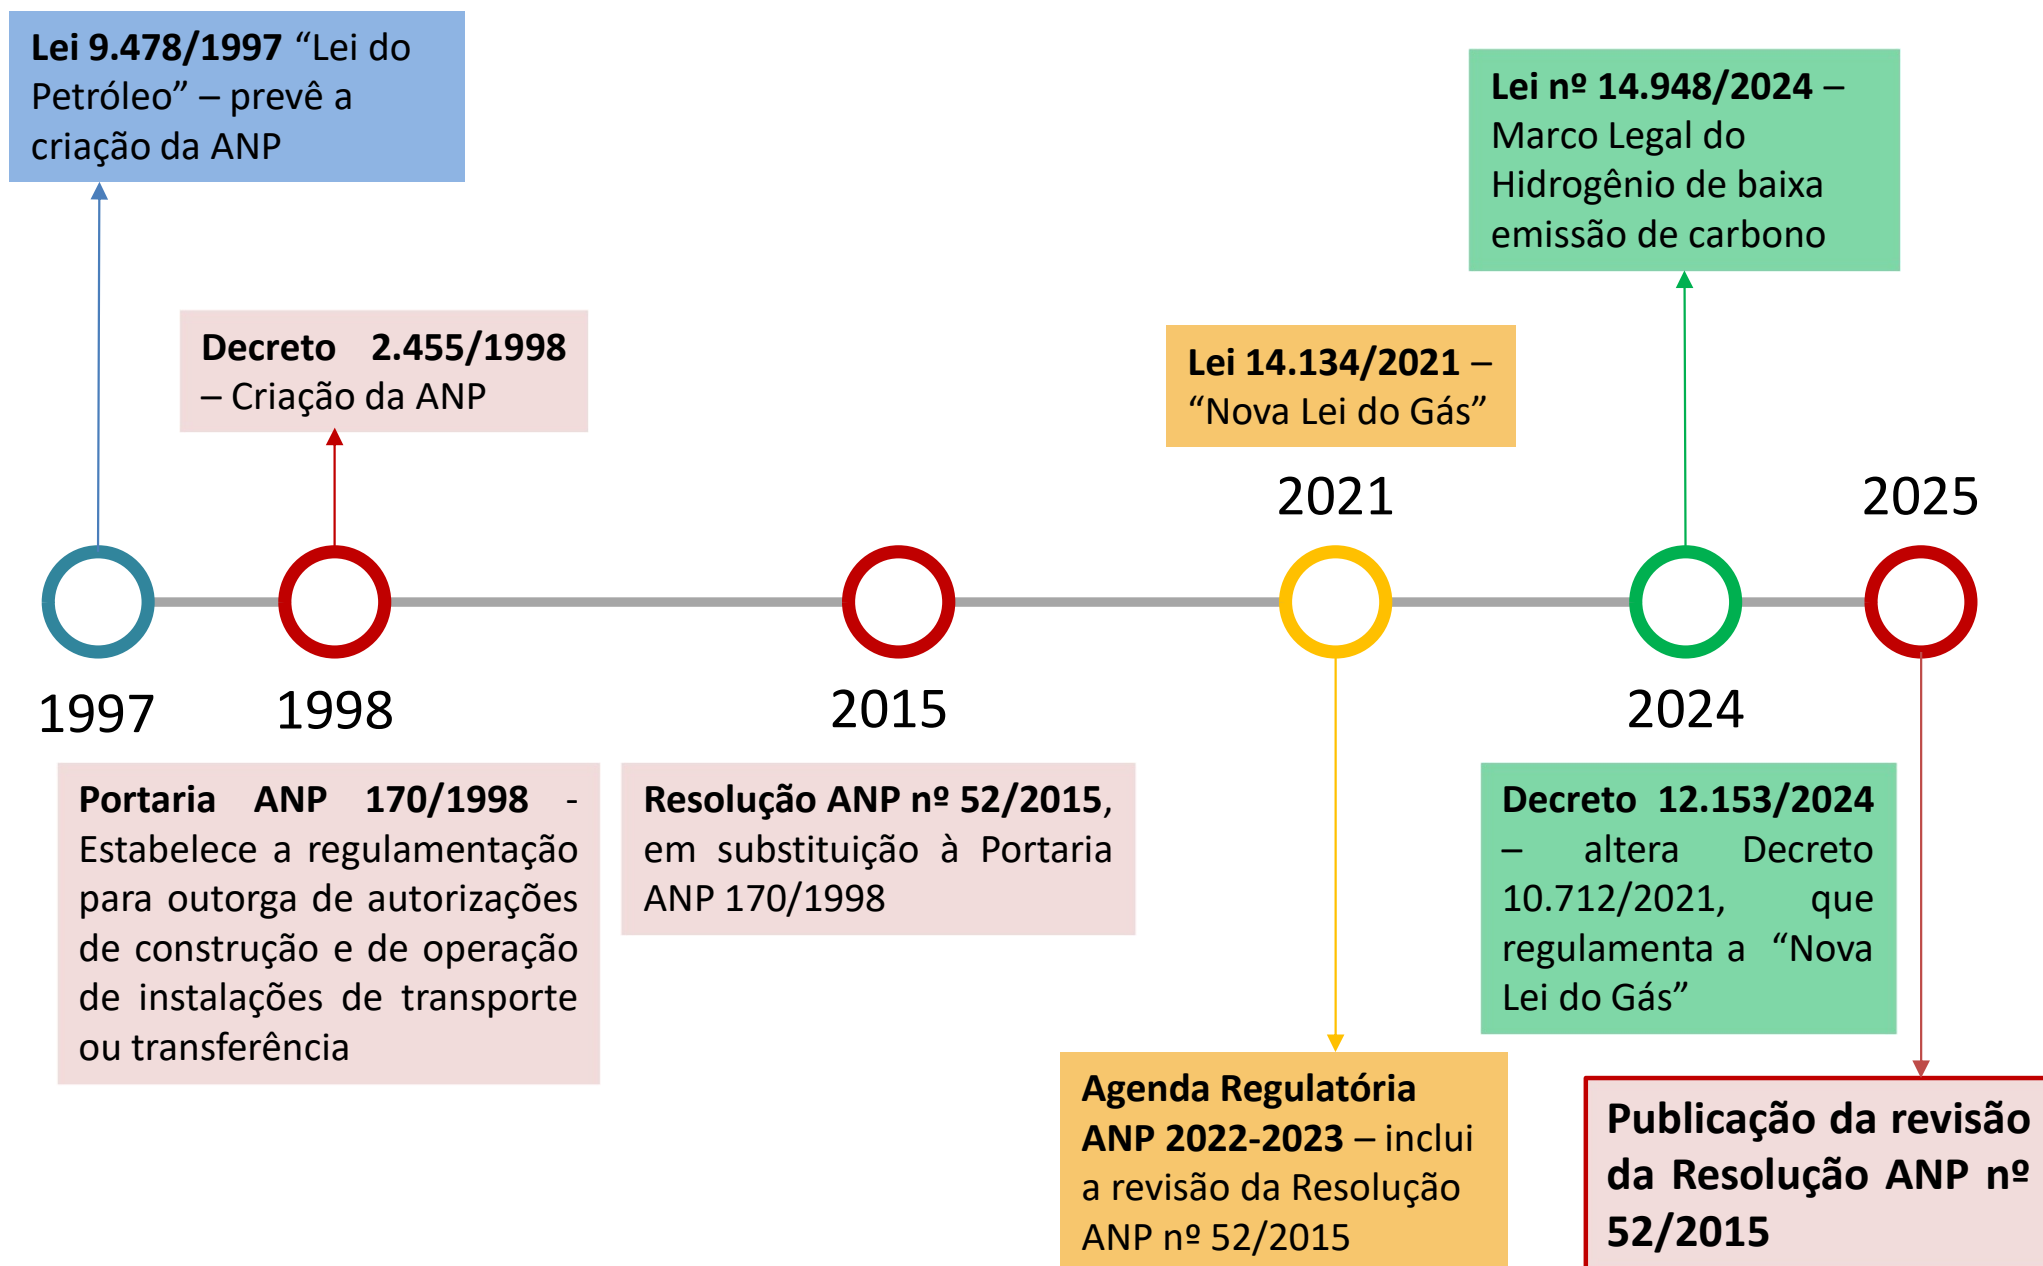 Lei 9.478/1997 “Lei do
Petróleo” – prevê a
criação da ANP
Lei nº 14.948/2024 –
Marco Legal do
Hidrogênio de baixa
emissão de carbono
Decreto 2.455/1998
– Criação da ANP
Lei 14.134/2021 –
“Nova Lei do Gás”
2021
2025
1997
1998
2015
2024
Portaria ANP 170/1998 -
Estabelece a regulamentação
para outorga de autorizações
de construção e de operação
de instalações de transporte
ou transferência
Resolução ANP nº 52/2015,
em substituição à Portaria
ANP 170/1998
Decreto 12.153/2024
– altera Decreto
10.712/2021, que
regulamenta a “Nova
Lei do Gás”
Agenda Regulatória
ANP 2022-2023 – inclui
a revisão da Resolução
ANP nº 52/2015
Publicação da revisão
da Resolução ANP nº
52/2015